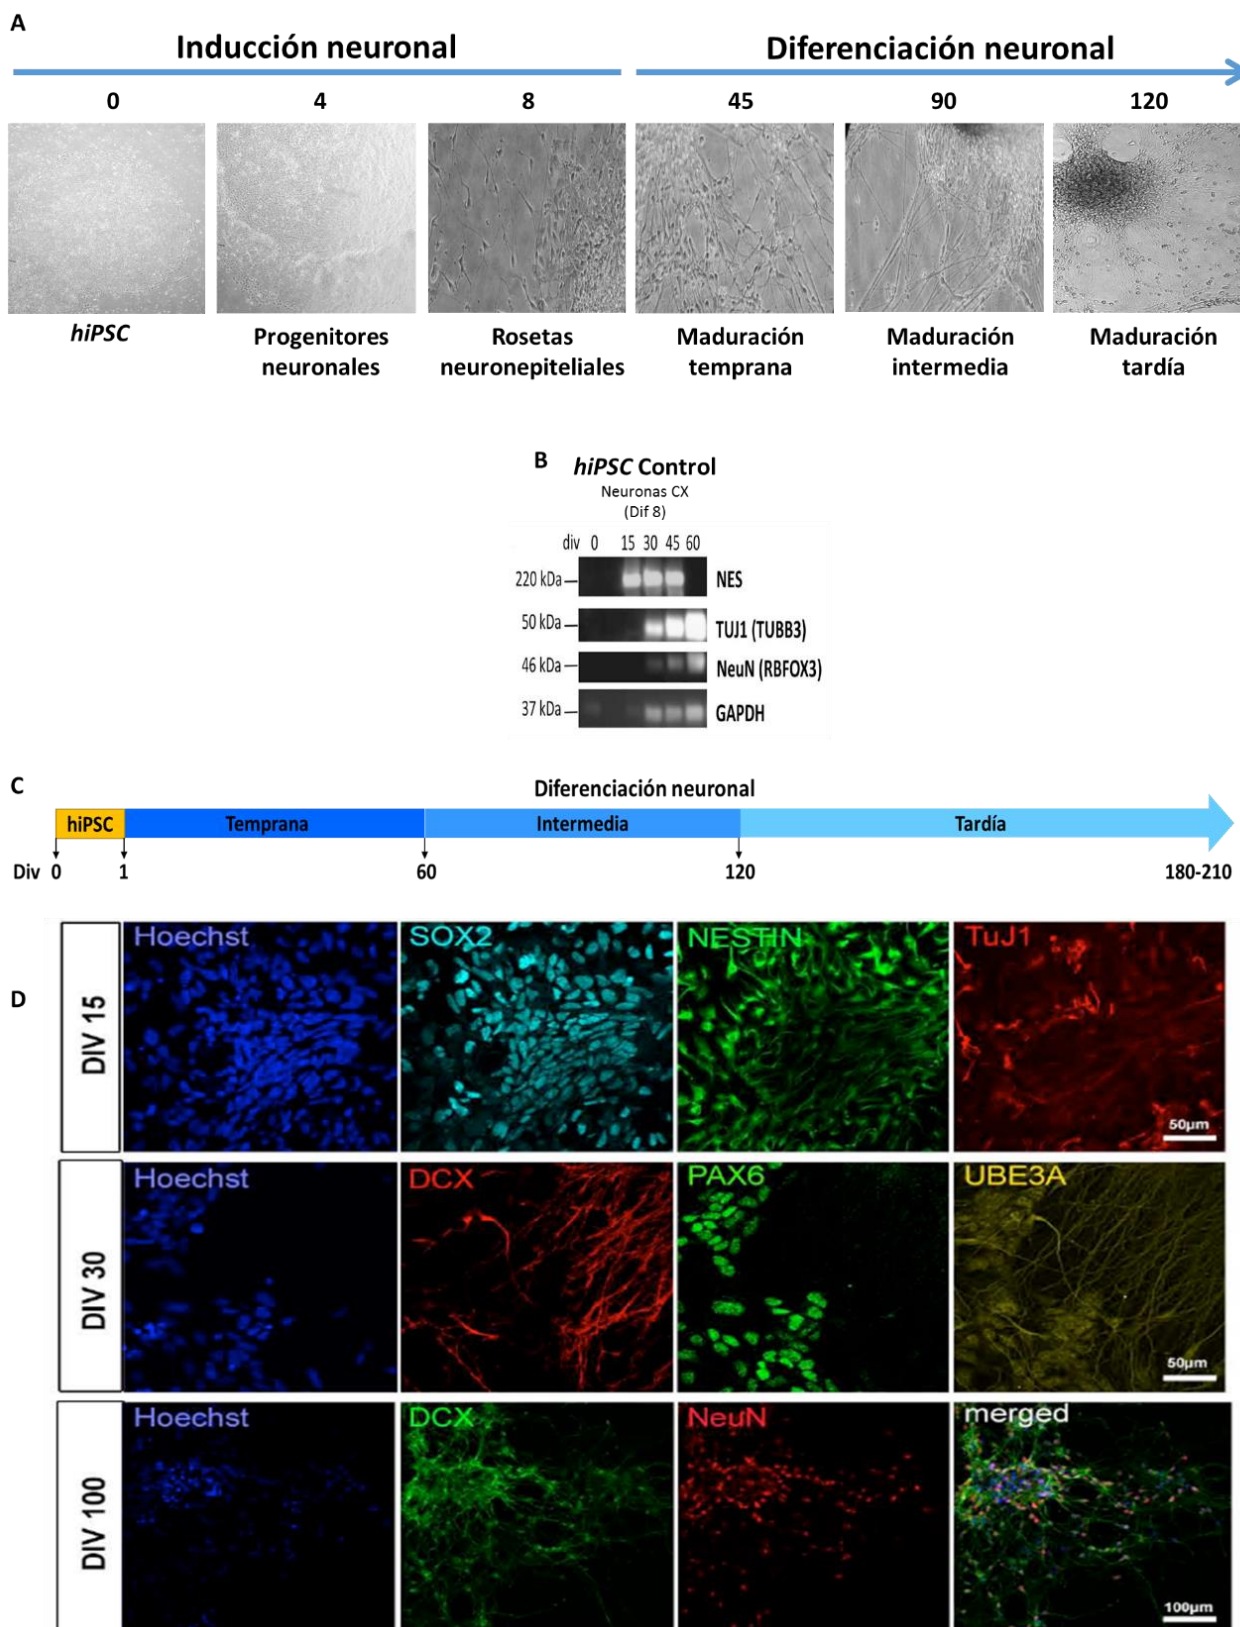 A
Inducción neuronal
Diferenciación neuronal
0 4 8 45 90 120
hiPSC
Progenitores
neuronales
Rosetas
neuronepiteliales
Maduración
temprana
Maduración
intermedia
Maduración
tardía
B
hiPSC Control
Neuronas CX
(Dif 8)
div 0 15 30 45 60
220 kDa NES
50 kDa TUJ1 (TUBB3)
46 kDa NeuN (RBFOX3)
37 kDa GAPDH
C
Diferenciación neuronal
hiPSC Temprana Intermedia Tardía
Div 0 1 60 120 180-210
D
DIV 15
Hoechst SOX2 NESTIN TuJ1
50µm
DIV 30
Hoechst DCX PAX6 UBE3A
50µm
DIV 100
Hoechst DCX NeuN merged
100µm